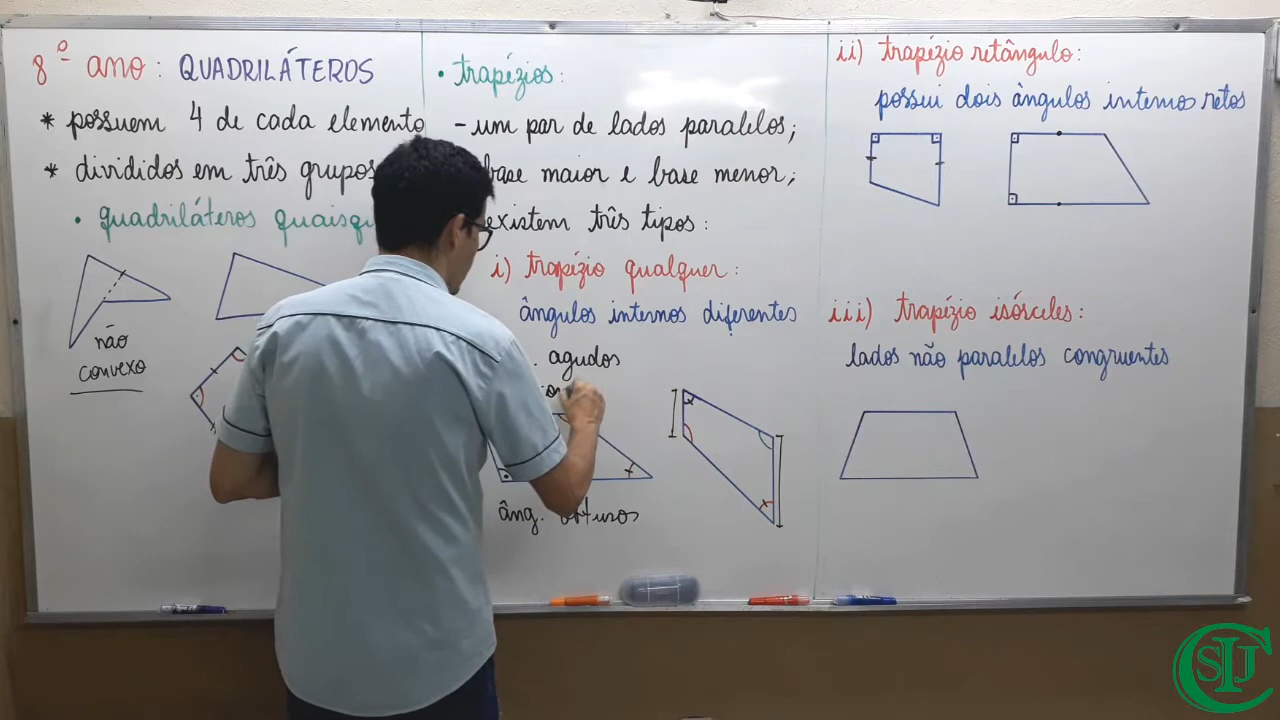 8º ano: QUADRILÁTEROS
* possuem 4 de cada elemento
* divididos em três grupos
• quadriláteros
não
convexo
• trapézios:
- um par de lados paralelos;
base maior e base menor;
existem três tipos:
i) trapézio qualquer:
ângulos internos diferentes
agudos
âng. obtusos
ii) trapézio retângulo:
possui dois ângulos internos retos
iii) trapézio isósceles:
lados não paralelos congruentes
CSIJ